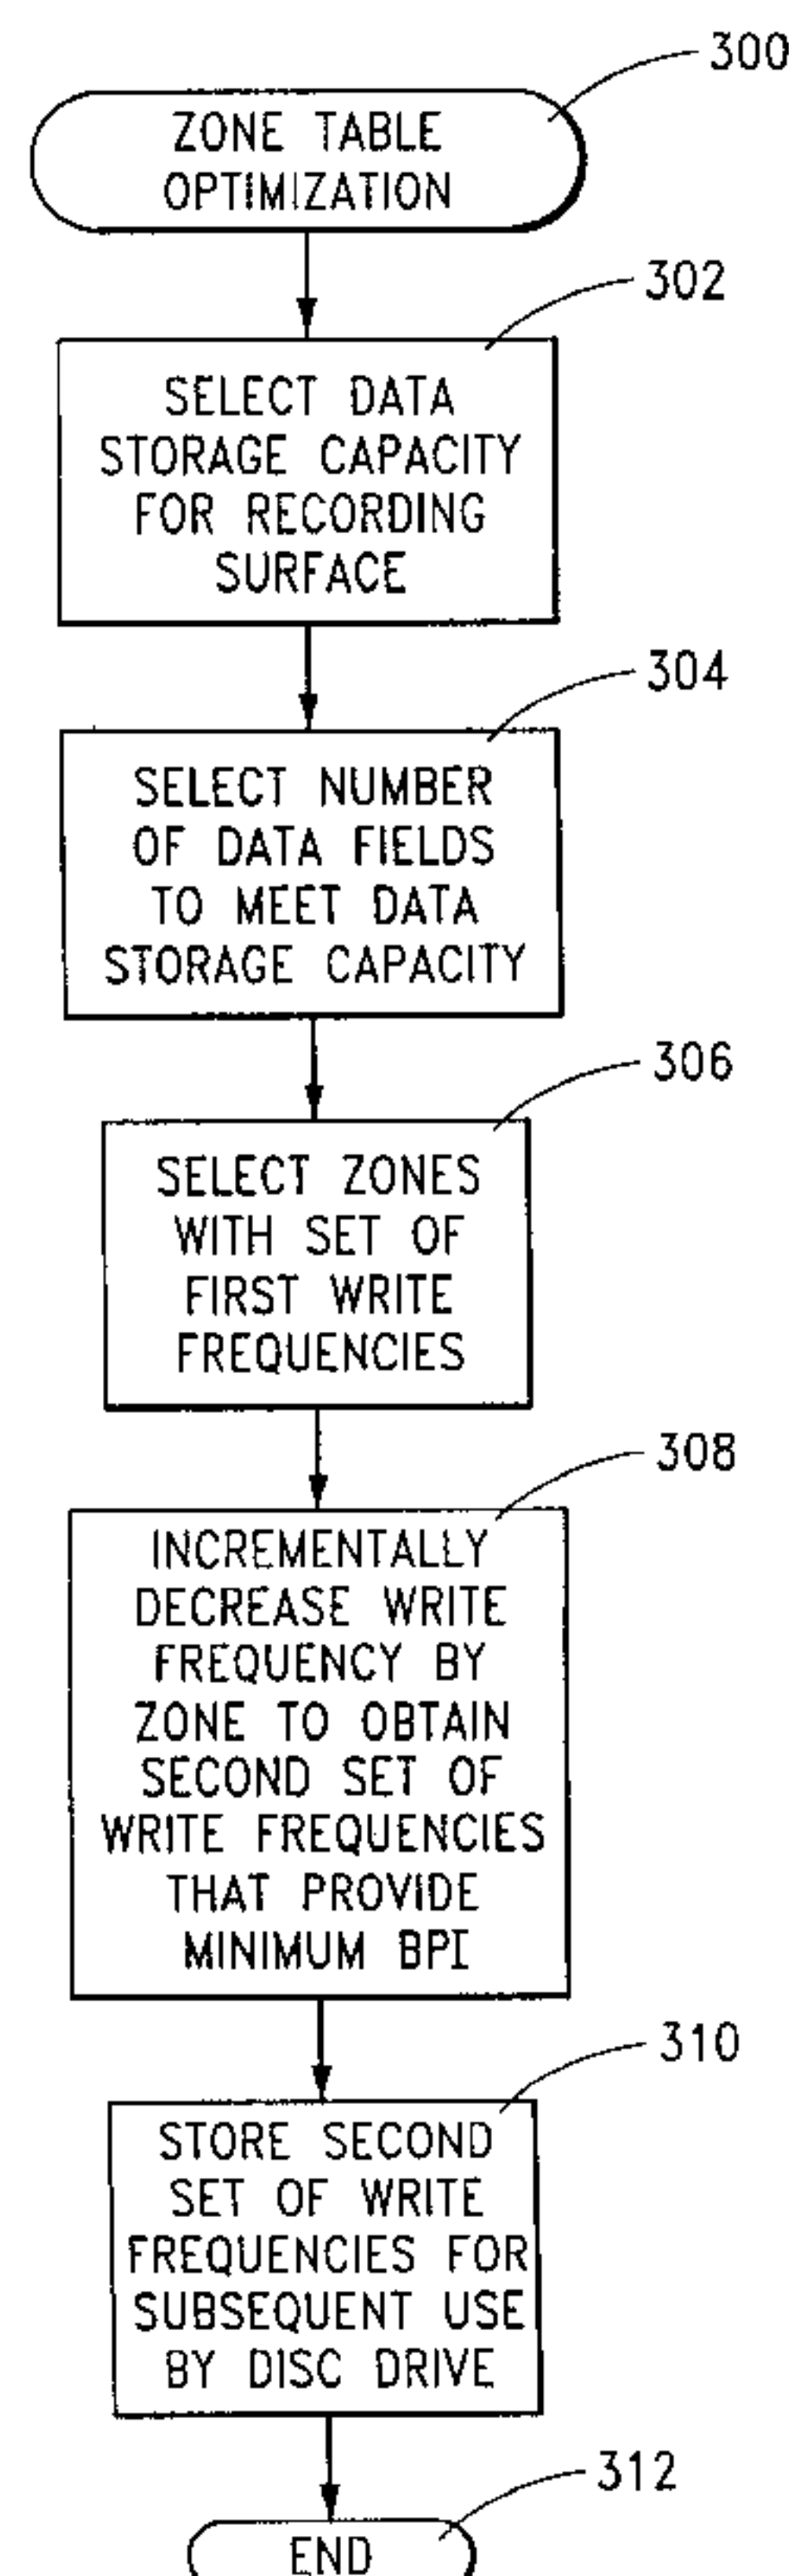 300
ZONE TABLE
OPTIMIZATION
302
SELECT DATA
STORAGE CAPACITY
FOR RECORDING
SURFACE
304
SELECT NUMBER
OF DATA FIELDS
TO MEET DATA
STORAGE CAPACITY
306
SELECT ZONES
WITH SET OF
FIRST WRITE
FREQUENCIES
308
INCREMENTALLY
DECREASE WRITE
FREQUENCY BY
ZONE TO OBTAIN
SECOND SET OF
WRITE FREQUENCIES
THAT PROVIDE
MINIMUM BPI
310
STORE SECOND
SET OF WRITE
FREQUENCIES FOR
SUBSEQUENT USE
BY DISC DRIVE
312
END